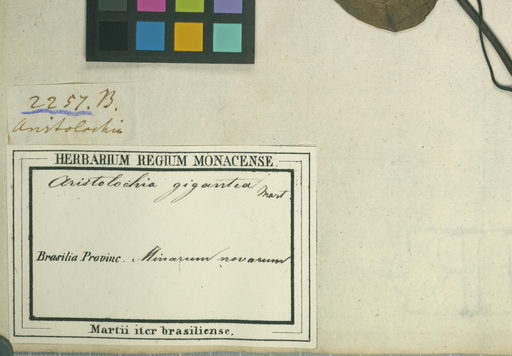 2257. B.
Aristolochia
HERBARIUM REGIUM MONACENSE.
Aristolochia gigantea Mart.
Brasilia Provinc. Minarum novarum
Martii iter brasiliense.